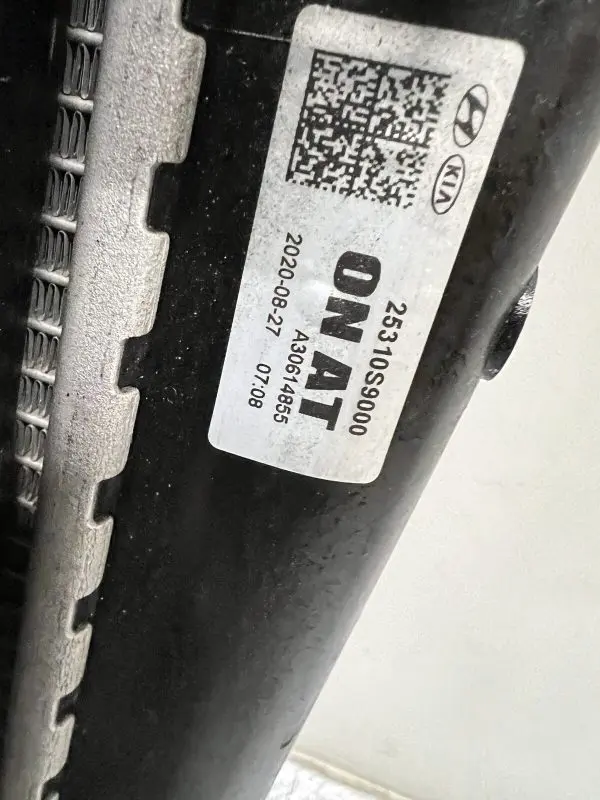 KIA
25310S9000
ON AT
A30614855
2020-08-27 07:08